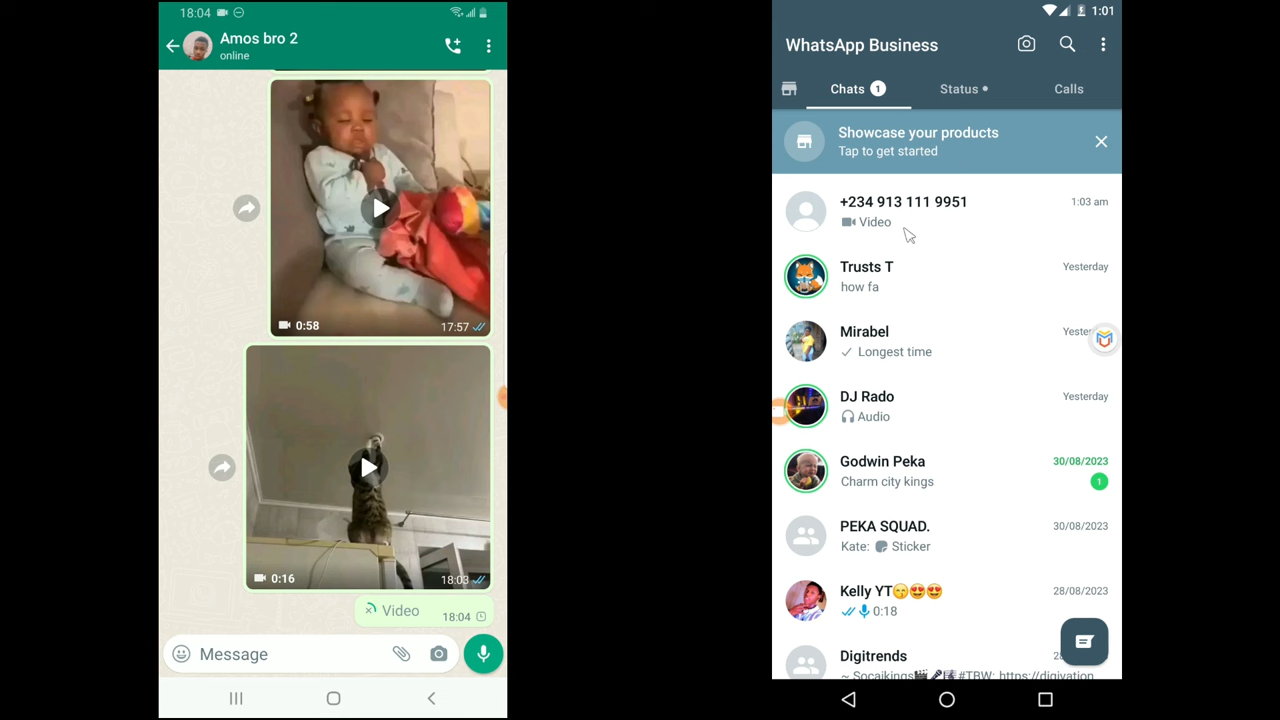 18:04
Amos bro 2
online
0:58
17:57
0:16
18:03
Video
18:04
Message
1:01
WhatsApp Business
Chats 1
Status
Calls
Showcase your products
Tap to get started
+234 913 111 9951
1:03 am
Video
Trusts T
Yesterday
how fa
Mirabel
Longest time
DJ Rado
Yesterday
Audio
Godwin Peka
30/08/2023
Charm city kings
1
PEKA SQUAD.
30/08/2023
Kate: Sticker
Kelly YT😙😍😍
28/08/2023
0:18
Digitrends